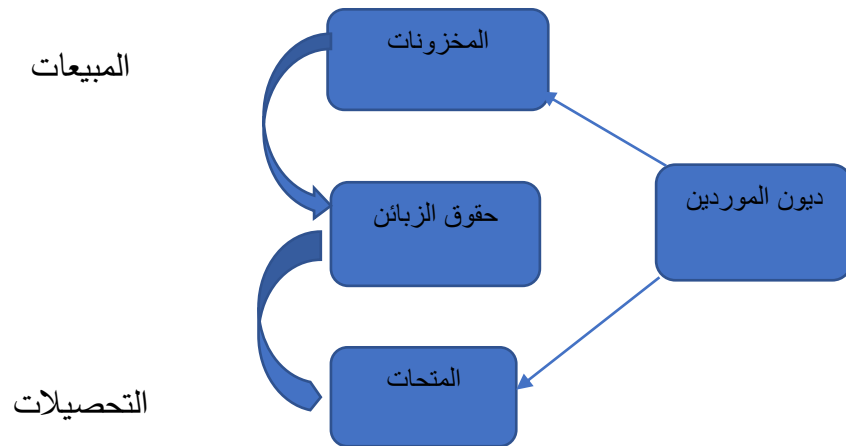 المخزونات
المبيعات
ديون الموردين
حقوق الزبائن
المتحات
التحصيلات